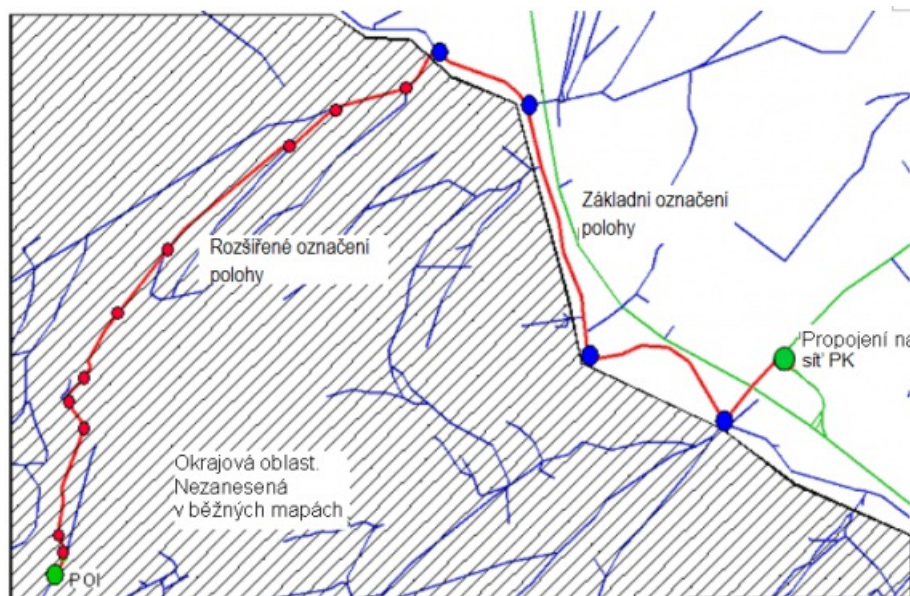 Základní označení
polohy
Rozšířené označení
polohy
Propojení na
síť PK
Okrajová oblast.
Nezanesená
v běžných mapách
POI